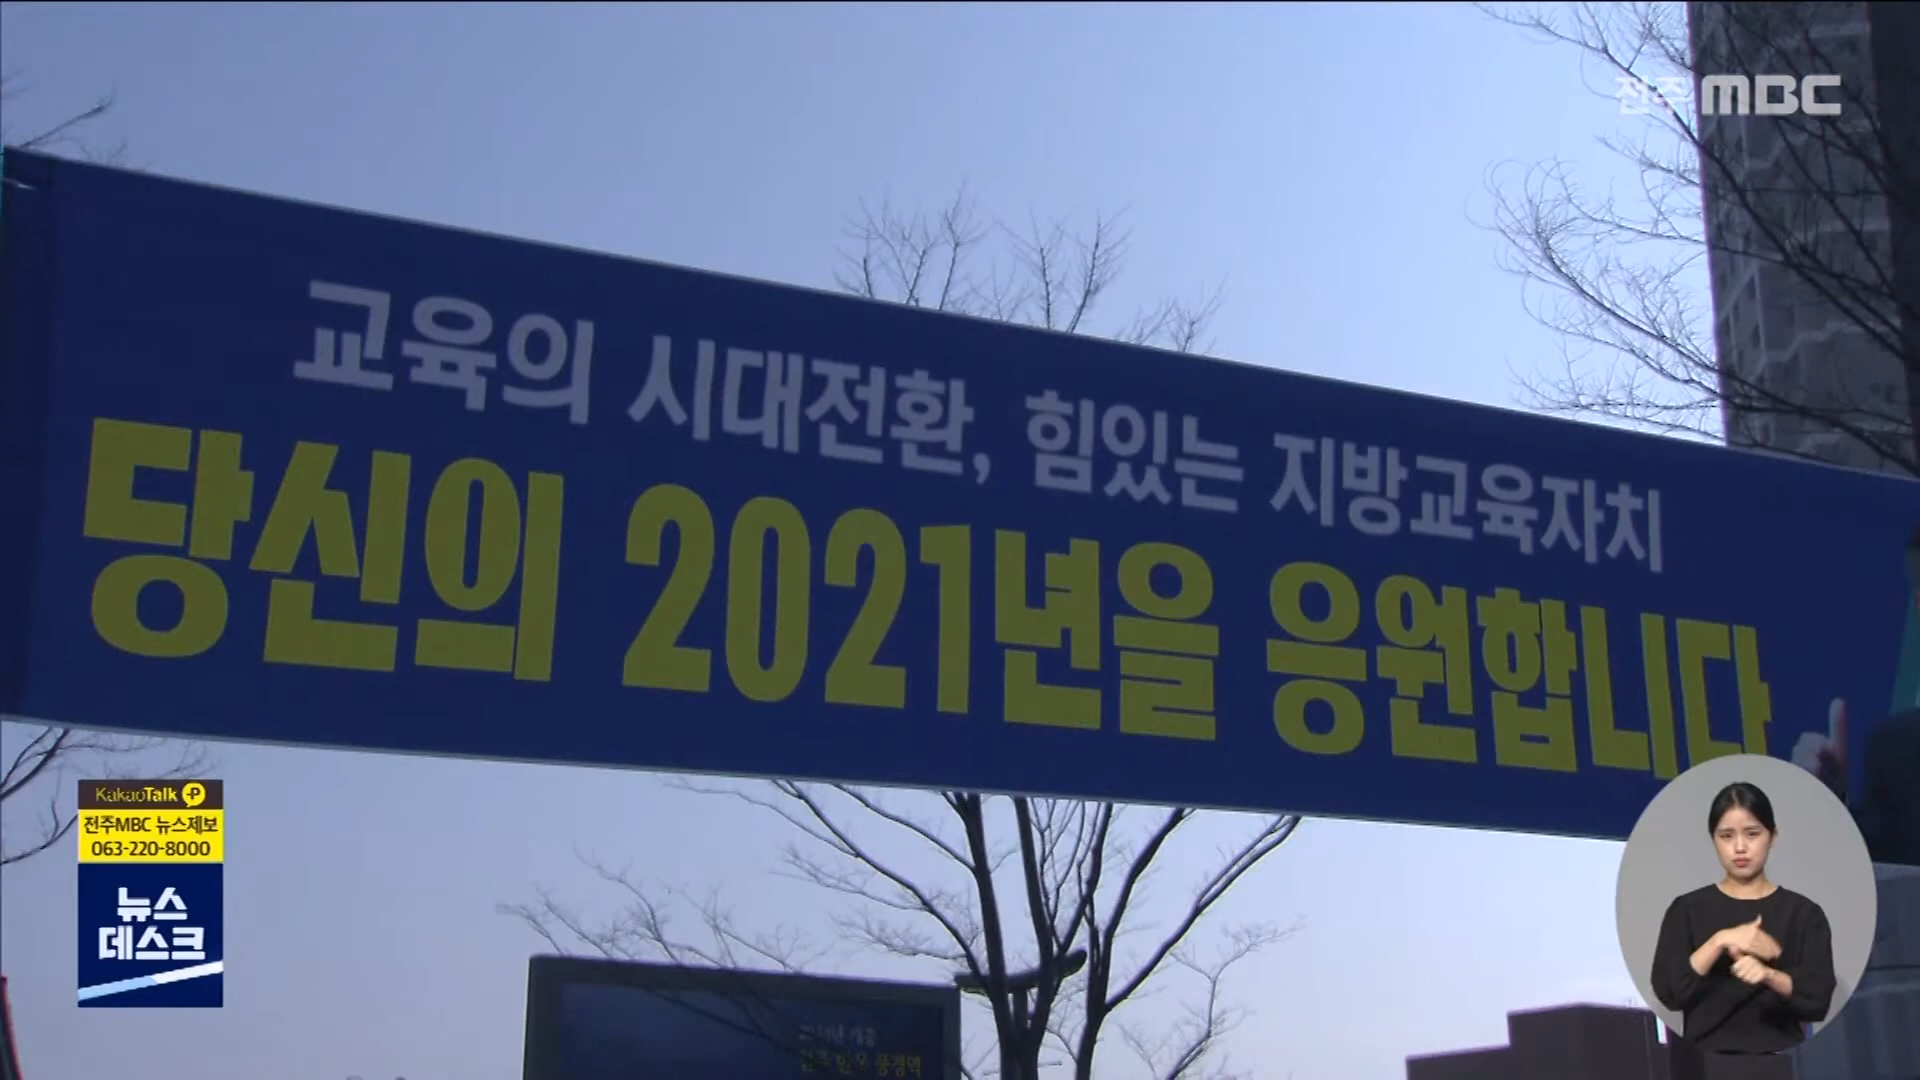 전주 MBC
교육의 시대전환, 힘있는 지방교육자치
당신의 2021년을 응원합니다
KakaoTalk P
전주MBC 뉴스제보
063-220-8000
뉴스
데스크